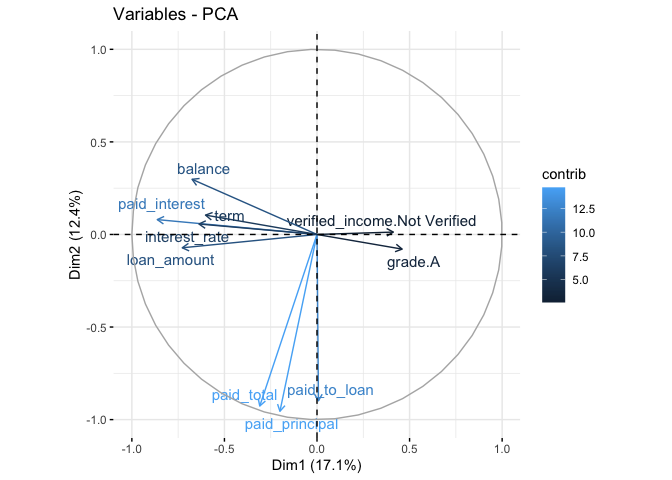 Variables - PCA
1.0
0.5
0.0
-0.5
-1.0
Dim2 (12.4%)
balance
paid_interest
term
verified_income.Not Verified
interest_rate
loan_amount
grade.A
paid_total
paid_to_loan
paid_principal
-1.0
-0.5
0.0
0.5
1.0
Dim1 (17.1%)
contrib
12.5
10.0
7.5
5.0